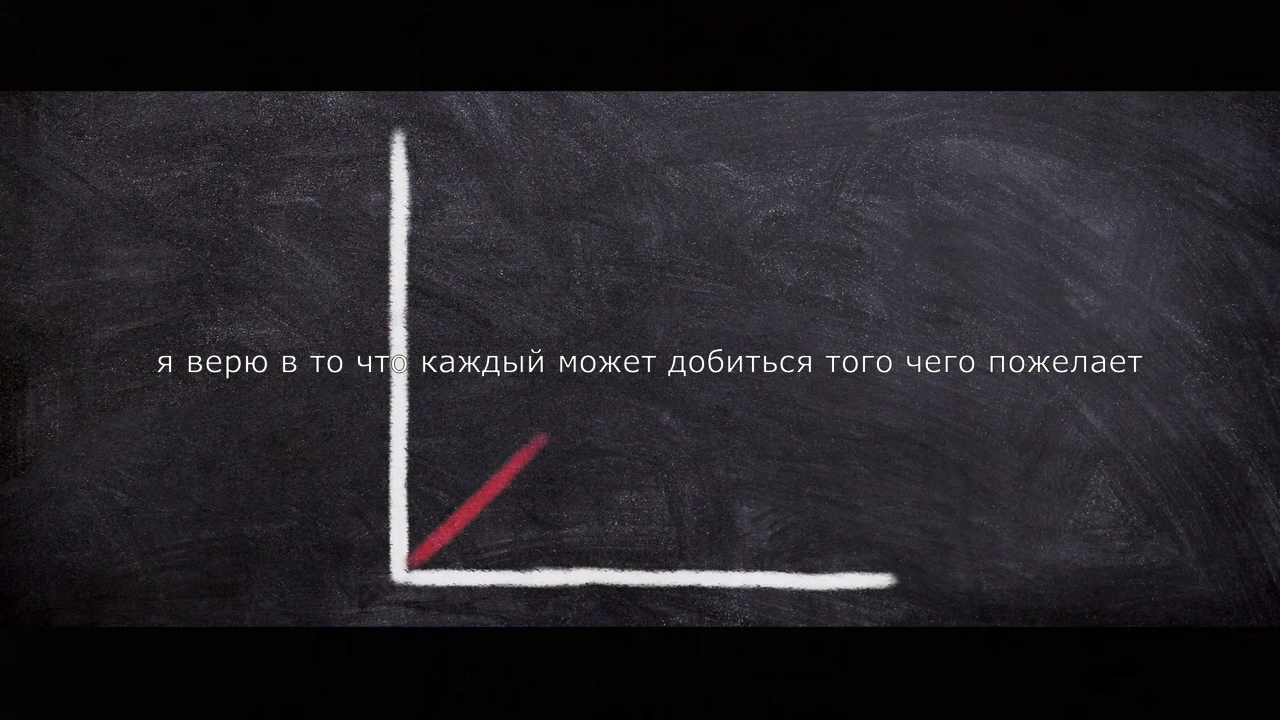 я верю в то что каждый может добиться того чего пожелает